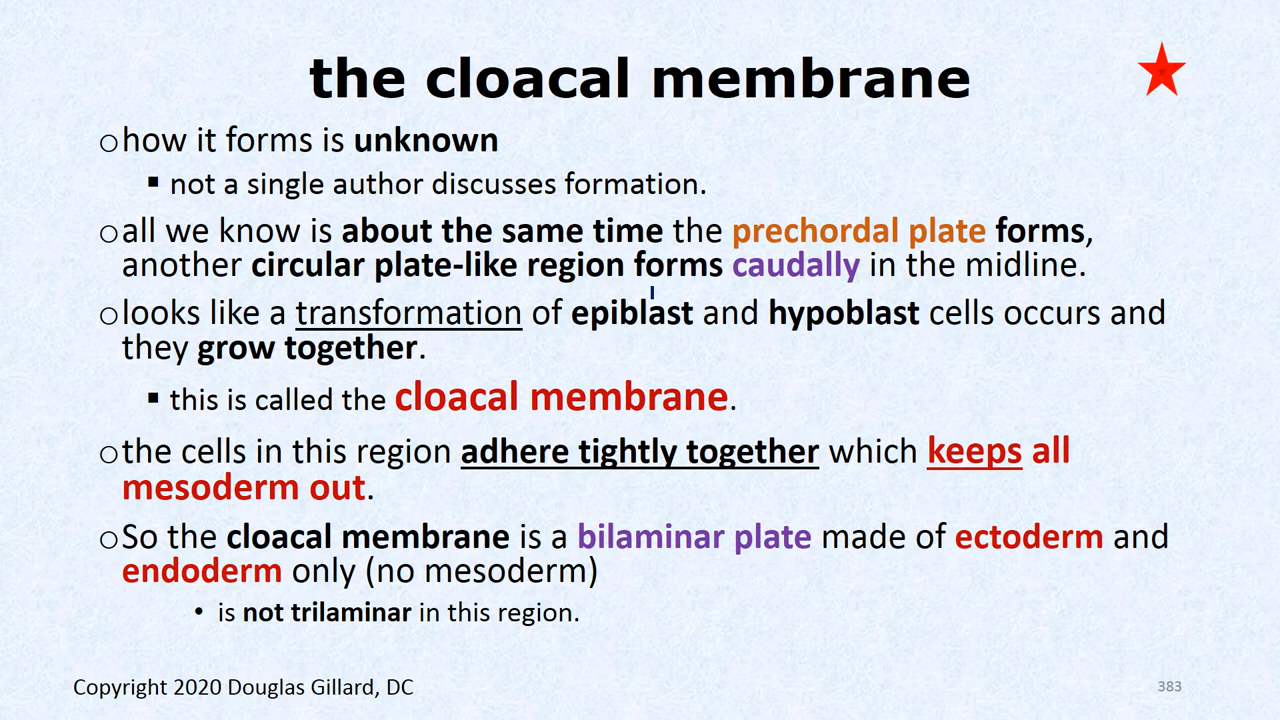 the cloacal membrane
○how it forms is unknown
▪ not a single author discusses formation.
○all we know is about the same time the prechordal plate forms,
another circular plate-like region forms caudally in the midline.
○looks like a transformation of epiblast and hypoblast cells occurs and
they grow together.
▪ this is called the cloacal membrane.
○the cells in this region adhere tightly together which keeps all
mesoderm out.
○So the cloacal membrane is a bilaminar plate made of ectoderm and
endoderm only (no mesoderm)
• is not trilaminar in this region.
Copyright 2020 Douglas Gillard, DC
383